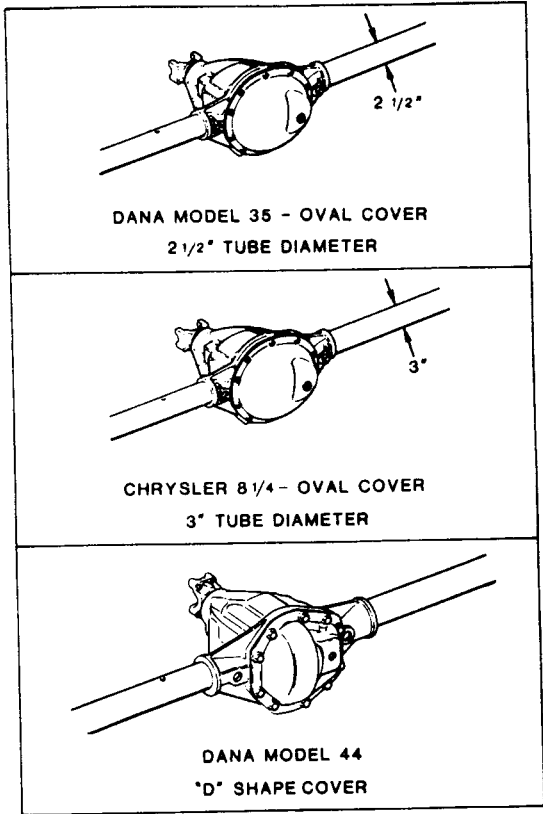 2 1/2"
DANA MODEL 35 - OVAL COVER
2 1/2" TUBE DIAMETER
3"
CHRYSLER 8 1/4 - OVAL COVER
3" TUBE DIAMETER
DANA MODEL 44
"D" SHAPE COVER